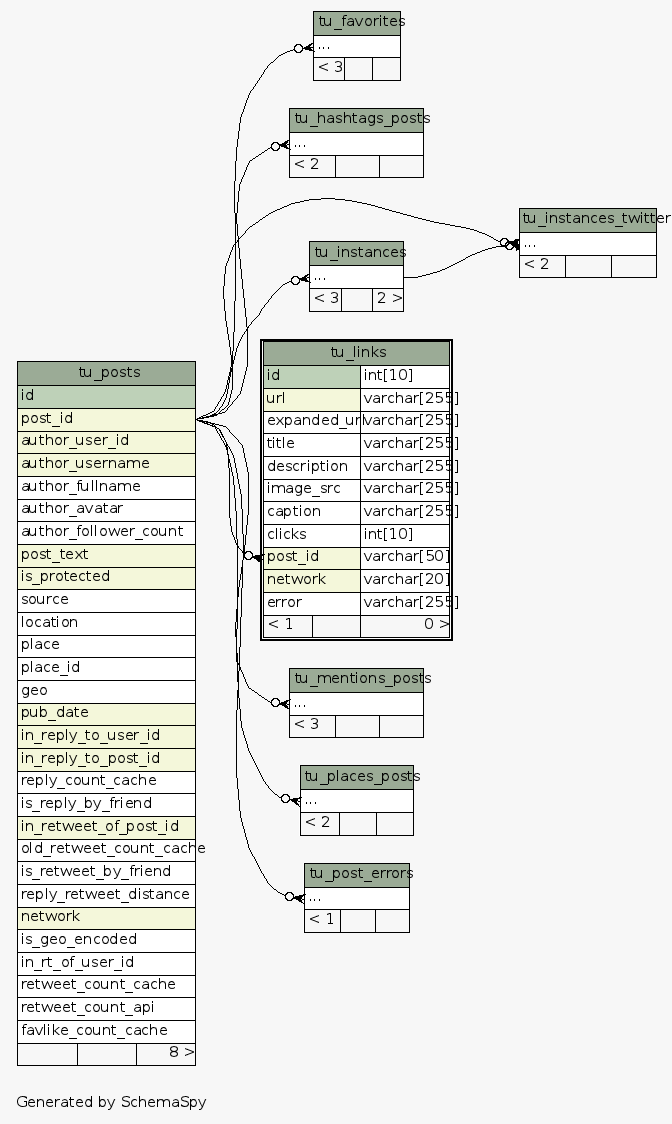 tu_favorites
...
< 3
tu_hashtags_posts
...
< 2
tu_instances_twitter
...
< 2
tu_instances
...
< 3 2 >
tu_links
id int[10]
url varchar[255]
expanded_url varchar[255]
title varchar[255]
description varchar[255]
image_src varchar[255]
caption varchar[255]
clicks int[10]
post_id varchar[50]
network varchar[20]
error varchar[255]
< 1 0 >
tu_posts
id
post_id
author_user_id
author_username
author_fullname
author_avatar
author_follower_count
post_text
is_protected
source
location
place
place_id
geo
pub_date
in_reply_to_user_id
in_reply_to_post_id
reply_count_cache
is_reply_by_friend
in_retweet_of_post_id
old_retweet_count_cache
is_retweet_by_friend
reply_retweet_distance
network
is_geo_encoded
in_rt_of_user_id
retweet_count_cache
retweet_count_api
favlike_count_cache
8 >
tu_mentions_posts
...
< 3
tu_places_posts
...
< 2
tu_post_errors
...
< 1
Generated by SchemaSpy